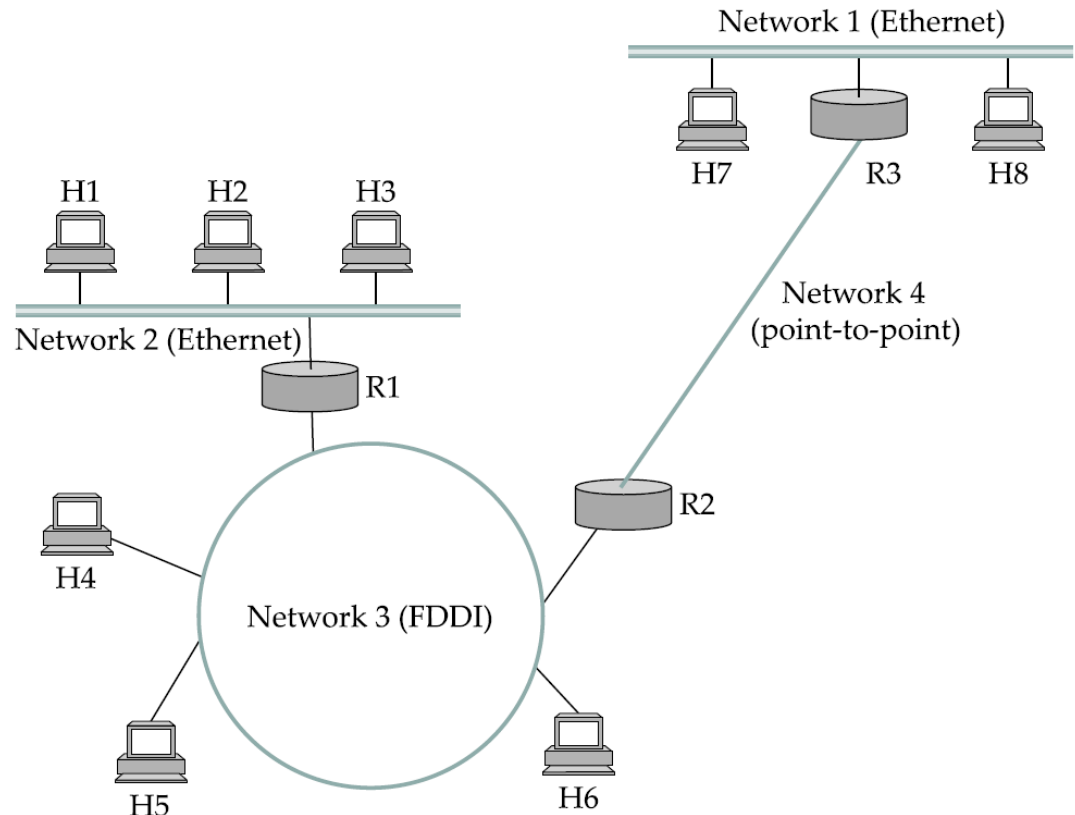 Network 1 (Ethernet)
H7
R3
H8
H1
H2
H3
Network 4
(point-to-point)
Network 2 (Ethernet)
R1
R2
H4
Network 3 (FDDI)
H5
H6